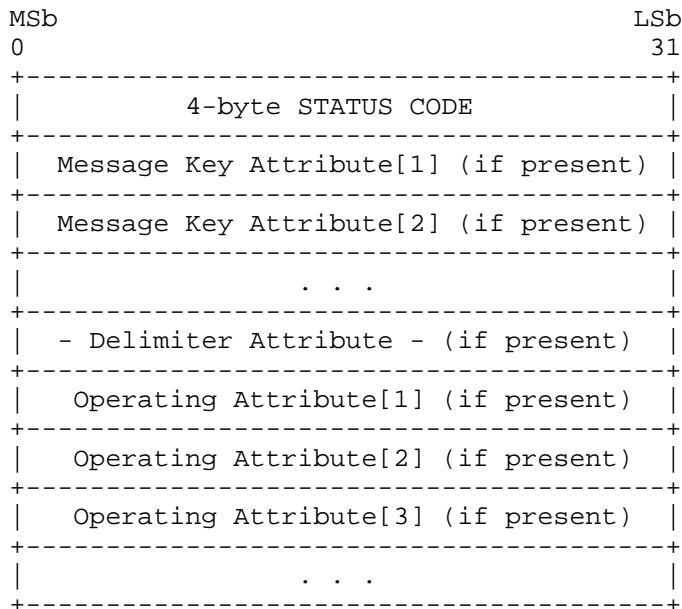 MSb                                           LSb
0                                              31
+-----------------------------------------+
|          4-byte STATUS CODE             |
+-----------------------------------------+
|  Message Key Attribute[1] (if present)  |
+-----------------------------------------+
|  Message Key Attribute[2] (if present)  |
+-----------------------------------------+
|                 . . .                   |
+-----------------------------------------+
|  - Delimiter Attribute - (if present)   |
+-----------------------------------------+
|   Operating Attribute[1] (if present)   |
+-----------------------------------------+
|   Operating Attribute[2] (if present)   |
+-----------------------------------------+
|   Operating Attribute[3] (if present)   |
+-----------------------------------------+
|                 . . .                   |
+-----------------------------------------+